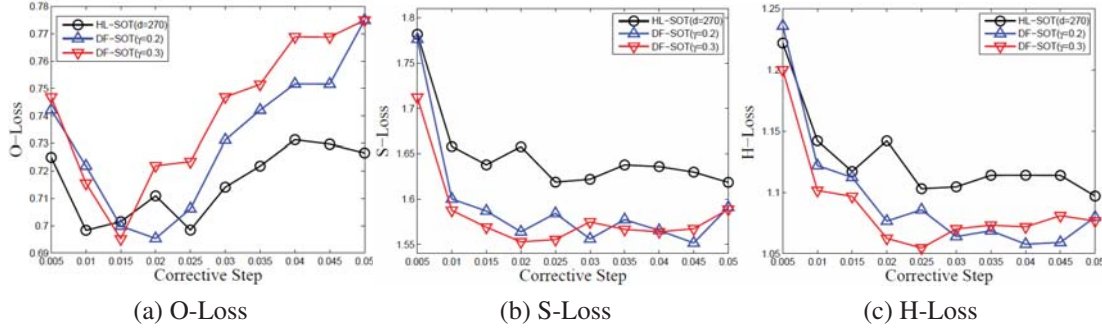 0.78
0.77
0.76
0.75
0.74
0.73
0.72
0.71
0.7
0.69
O-Loss
HL-SOT(d=270)
DF-SOT(γ=0.2)
DF-SOT(γ=0.3)
0.005 0.01 0.015 0.02 0.025 0.03 0.035 0.04 0.045 0.05
Corrective Step
(a) O-Loss
1.8
1.75
1.7
1.65
1.6
1.55
S-Loss
HL-SOT(d=270)
DF-SOT(γ=0.2)
DF-SOT(γ=0.3)
0.005 0.01 0.015 0.02 0.025 0.03 0.035 0.04 0.045 0.05
Corrective Step
(b) S-Loss
1.25
1.2
1.15
1.1
1.05
H-Loss
HL-SOT(d=270)
DF-SOT(γ=0.2)
DF-SOT(γ=0.3)
0.005 0.01 0.015 0.02 0.025 0.03 0.035 0.04 0.045 0.05
Corrective Step
(c) H-Loss